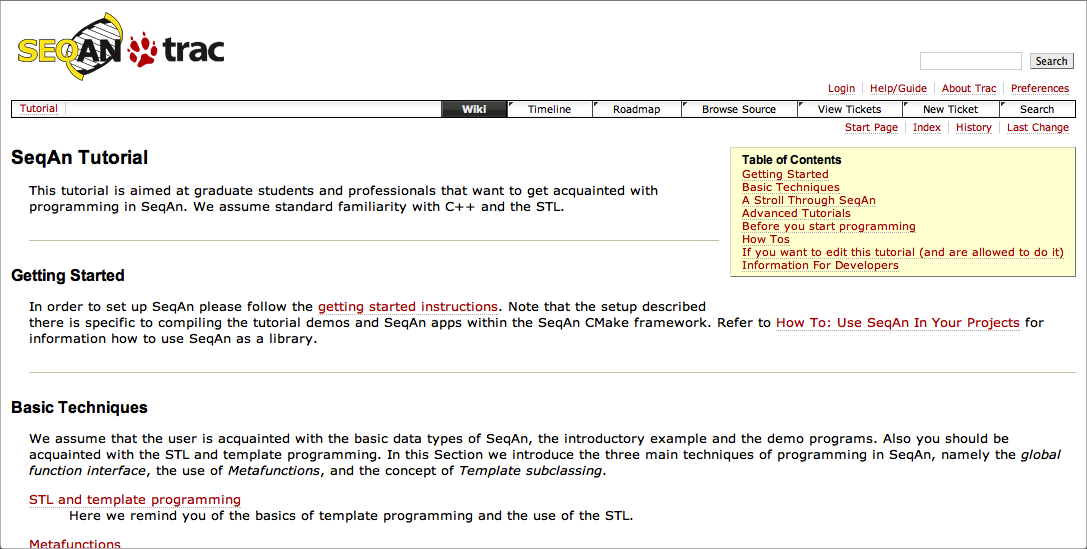 SEQAN trac
Search
Login Help/Guide About Trac Preferences
Tutorial Wiki Timeline Roadmap Browse Source View Tickets New Ticket Search
Start Page Index History Last Change
SeqAn Tutorial
This tutorial is aimed at graduate students and professionals that want to get acquainted with
programming in SeqAn. We assume standard familiarity with C++ and the STL.
Table of Contents
Getting Started
Basic Techniques
A Stroll Through SeqAn
Advanced Tutorials
Before you start programming
How Tos
If you want to edit this tutorial (and are allowed to do it)
Information For Developers
Getting Started
In order to set up SeqAn please follow the getting started instructions. Note that the setup described
there is specific to compiling the tutorial demos and SeqAn apps within the SeqAn CMake framework. Refer to How To: Use SeqAn In Your Projects for
information how to use SeqAn as a library.
Basic Techniques
We assume that the user is acquainted with the basic data types of SeqAn, the introductory example and the demo programs. Also you should be
acquainted with the STL and template programming. In this Section we introduce the three main techniques of programming in SeqAn, namely the global
function interface, the use of Metafunctions, and the concept of Template subclassing.
STL and template programming
Here we remind you of the basics of template programming and the use of the STL.
Metafunctions